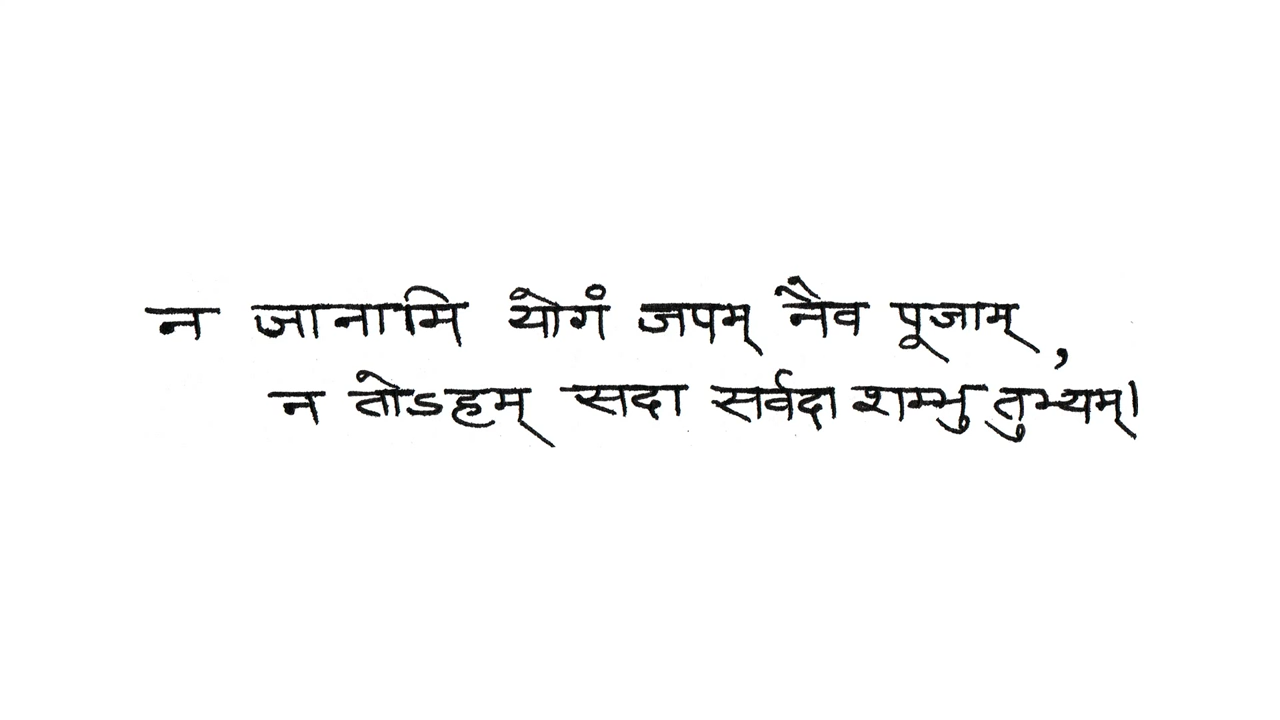 न जानामि योगं जपम् नैव पूजाम्,
न तोऽहम् सदा सर्वदा शम्भु तुभ्यम्।